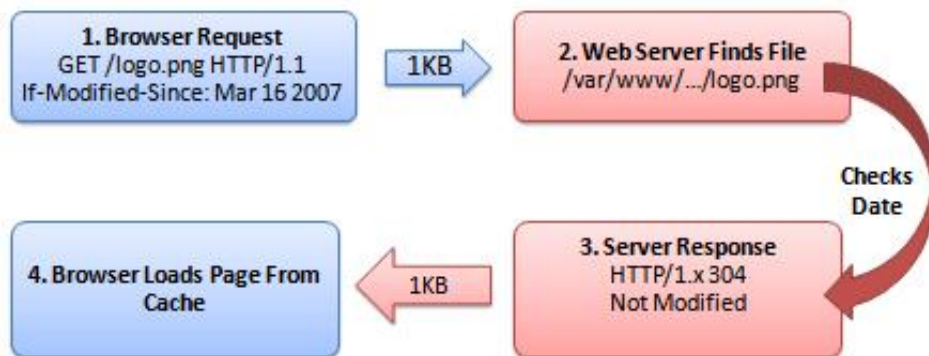 1. Browser Request
GET /logo.png HTTP/1.1
If-Modified-Since: Mar 16 2007
1KB
2. Web Server Finds File
/var/www/.../logo.png
Checks
Date
3. Server Response
HTTP/1.x 304
Not Modified
1KB
4. Browser Loads Page From
Cache